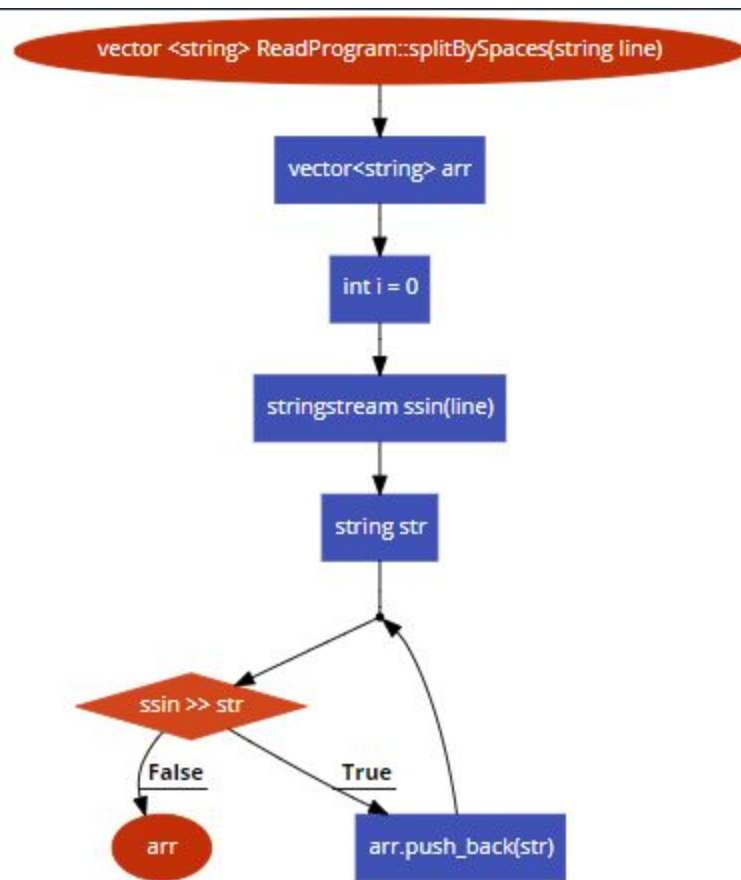 vector <string> ReadProgram::splitBySpaces(string line)
vector<string> arr
int i = 0
stringstream ssin(line)
string str
ssin >> str
False
True
arr
arr.push_back(str)